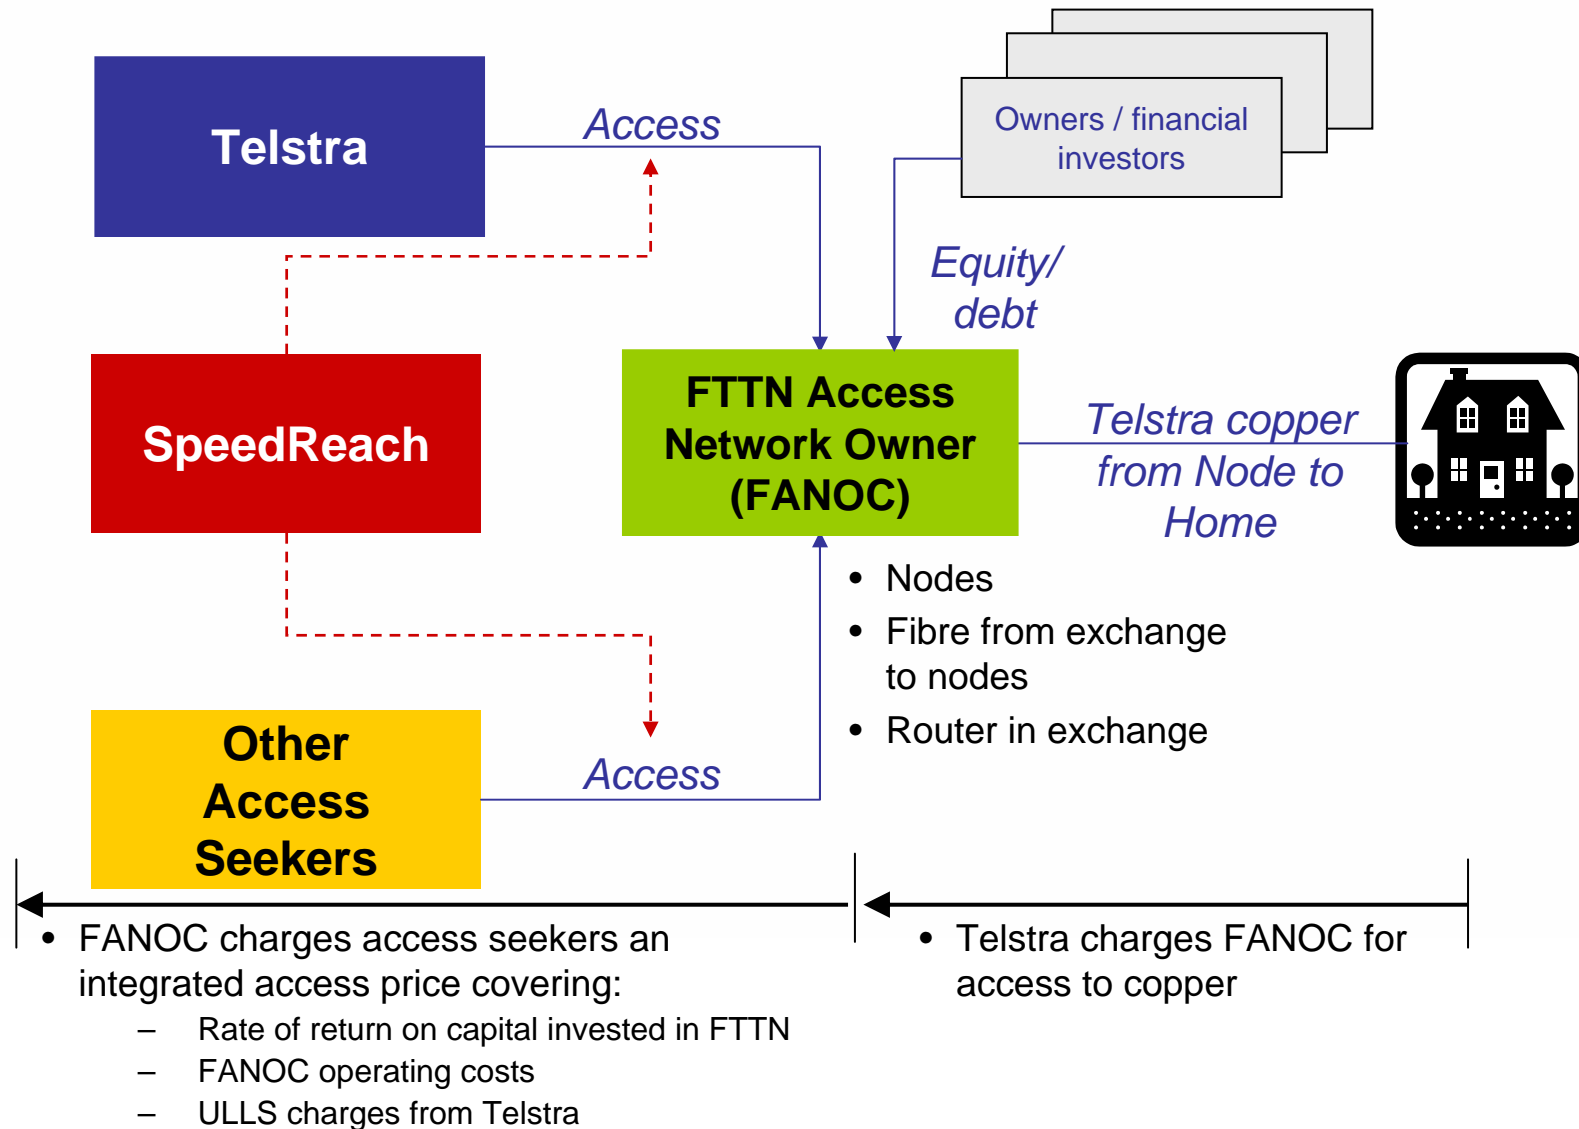 Telstra
Access
Owners / financial
investors
Equity/
debt
SpeedReach
FTTN Access
Network Owner
(FANOC)
Telstra copper
from Node to
Home
• Nodes
• Fibre from exchange
to nodes
• Router in exchange
Other
Access
Seekers
Access
• FANOC charges access seekers an
integrated access price covering:
– Rate of return on capital invested in FTTN
– FANOC operating costs
– ULLS charges from Telstra
• Telstra charges FANOC for
access to copper